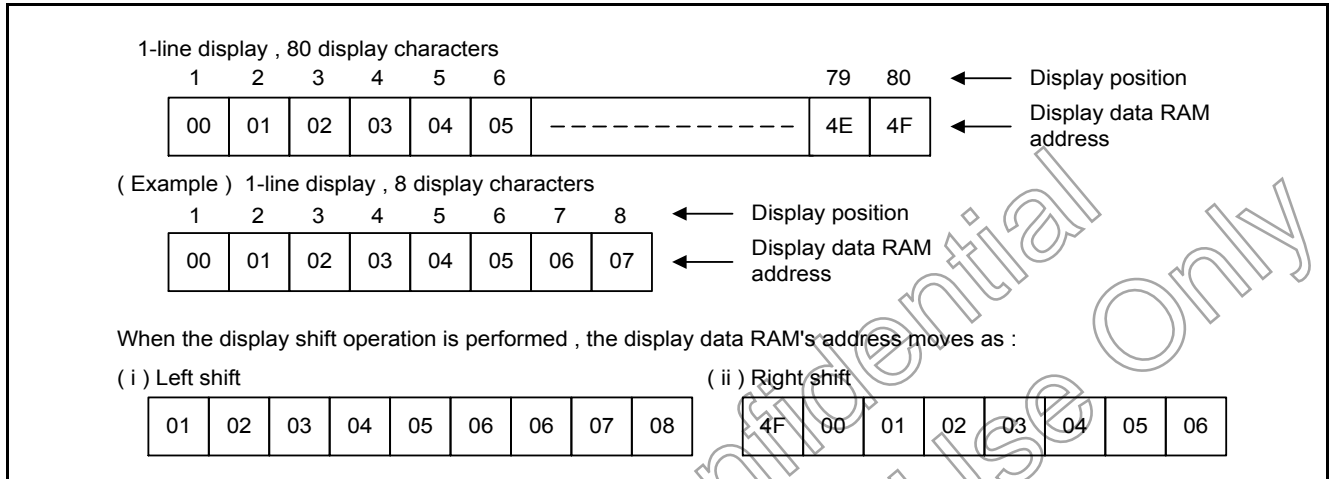 1-line display , 80 display characters
1 2 3 4 5 6 79 80 Display position
00 01 02 03 04 05 4E 4F Display data RAM address
( Example ) 1-line display , 8 display characters
1 2 3 4 5 6 7 8 Display position
00 01 02 03 04 05 06 07 Display data RAM address
When the display shift operation is performed , the display data RAM's address moves as :
( i ) Left shift ( ii ) Right shift
01 02 03 04 05 06 06 07 08 4F 00 01 02 03 04 05 06
nfidential
Use Only